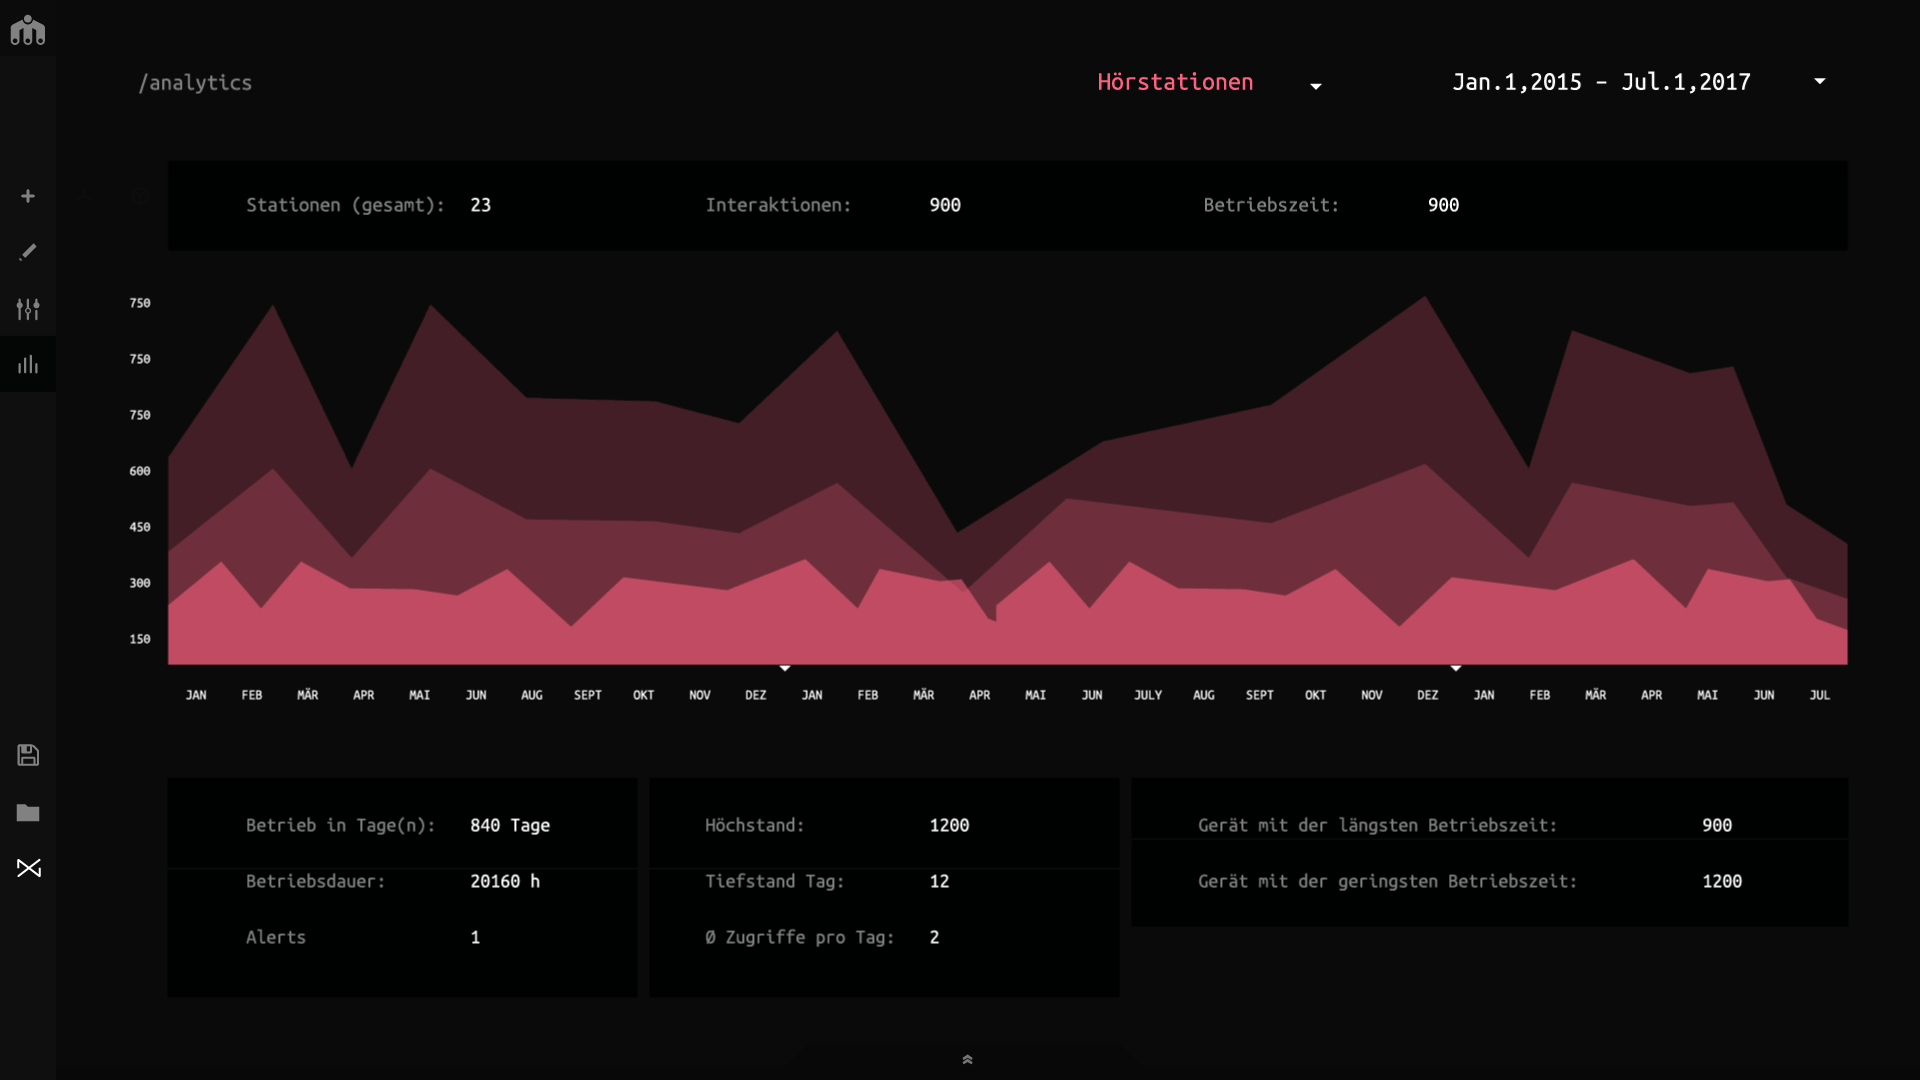 /analytics
Hörstationen
Jan.1,2015 – Jul.1,2017
Stationen (gesamt): 23
Interaktionen: 900
Betriebszeit: 900
750
750
750
600
450
300
150
JAN FEB MÄR APR MAI JUN AUG SEPT OKT NOV DEZ JAN FEB MÄR APR MAI JUN JULY AUG SEPT OKT NOV DEZ JAN FEB MÄR APR MAI JUN JUL
Betrieb in Tage(n): 840 Tage
Betriebsdauer: 20160 h
Alerts 1
Höchstand: 1200
Tiefstand Tag: 12
Ø Zugriffe pro Tag: 2
Gerät mit der längsten Betriebszeit: 900
Gerät mit der geringsten Betriebszeit: 1200